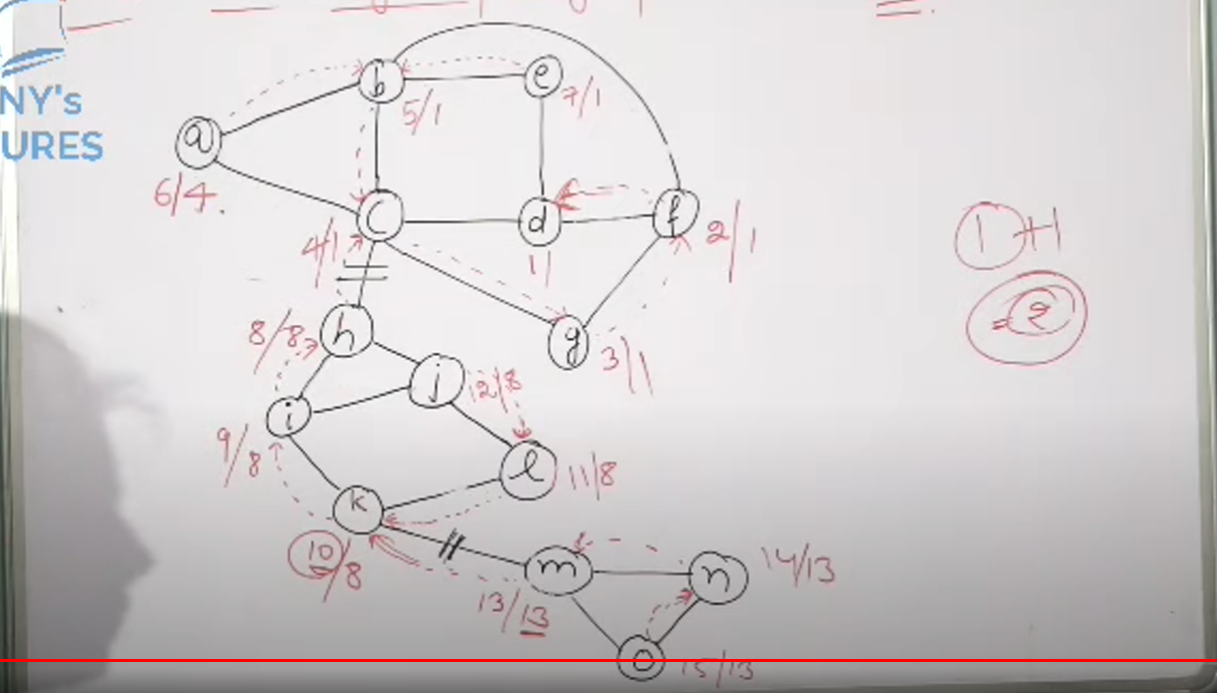 NY's
URES
b
e
5/1
7/1
a
6/4.
c
d
f
4/1
1/
2/1
1+1
=2
h
8/8
g
3/1
j
12/8
i
9/8
l
11/8
k
10/8
m
n
14/13
13/13
o
15/13